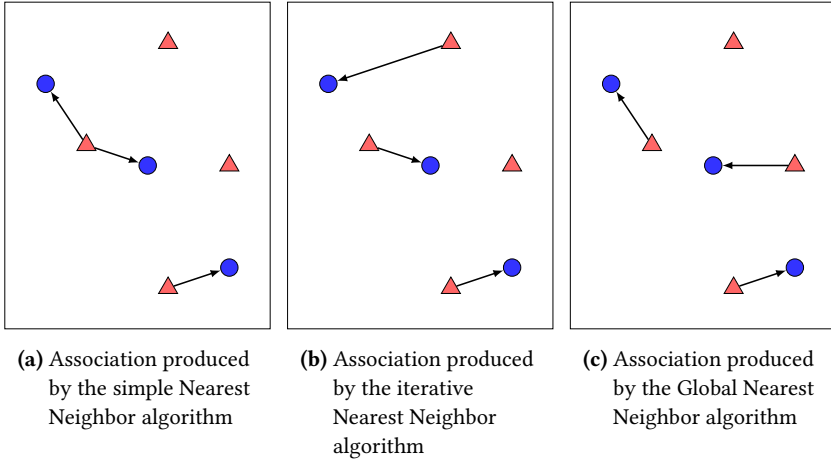 (a) Association produced
by the simple Nearest
Neighbor algorithm
(b) Association produced
by the iterative
Nearest Neighbor
algorithm
(c) Association produced
by the Global Nearest
Neighbor algorithm